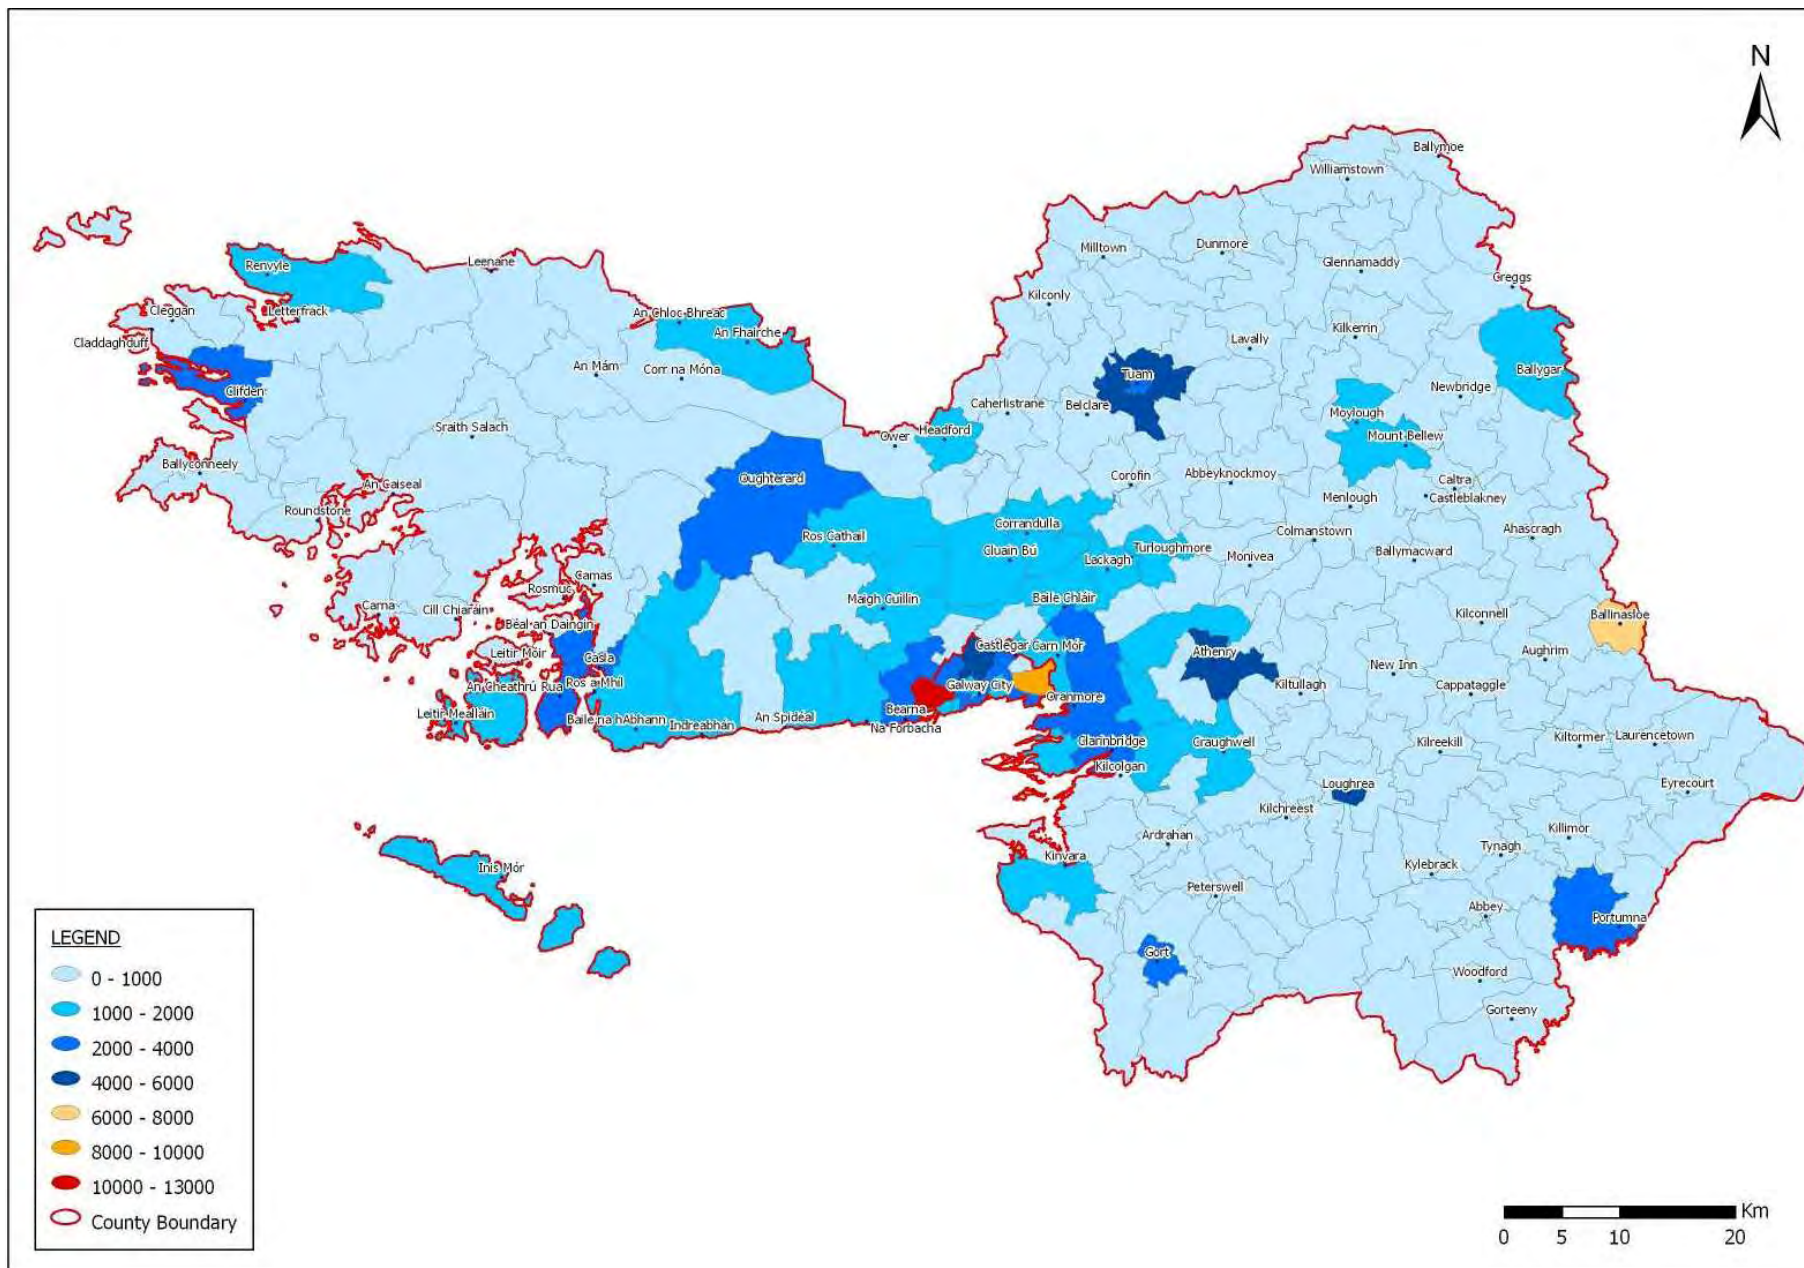 N
Ballymoe
Williamstown
Milltown
Dunmore
Glennamaddy
Creggs
Leenane
Renvyle
Kilconly
Letterfrack
Cleggan
An Chloc Bhreac
An Fhairche
Kilkerrin
Lavally
Claddaghduff
An Mám
Corr na Móna
Tuam
Ballygar
Clifden
Newbridge
Caherlistrane
Belclare
Moylough
Sraith Salach
Ower
Headford
Mount Bellew
Ballyconneely
Oughterard
Corofin
Abbeyknockmoy
Caltra
An Caiseal
Menlough
Castleblakney
Roundstone
Corrandulla
Colmanstown
Ahascragh
Ros Cathail
Cluain Bú
Turloughmore
Lackagh
Monivea
Ballymacward
Camas
Rosmuc
Carna
Cill Chiaráin
Maigh Cuillin
Baile Chláir
Kilconnell
Ballinasloe
Béal an Daingin
Leitir Móir
Casla
Castlegar
Carn Mór
Athenry
New Inn
Aughrim
An Cheathrú Rua
Ros a Mhíl
Galway City
Kiltullagh
Cappataggle
Leitir Mealláin
Baile na hAbhann
Indreabhán
An Spidéal
Bearna
Oranmore
Na Forbacha
Clarinbridge
Craughwell
Kilreekill
Kiltormer
Laurencetown
Kilcolgan
Loughrea
Eyrecourt
Kilchreest
Ardrahan
Killimor
Tynagh
Kinvara
Kylebrack
Inis Mór
Peterswell
Abbey
Portumna
Gort
Woodford
Gorteeny
LEGEND
0 - 1000
1000 - 2000
2000 - 4000
4000 - 6000
6000 - 8000
8000 - 10000
10000 - 13000
County Boundary
Km
0 5 10 20